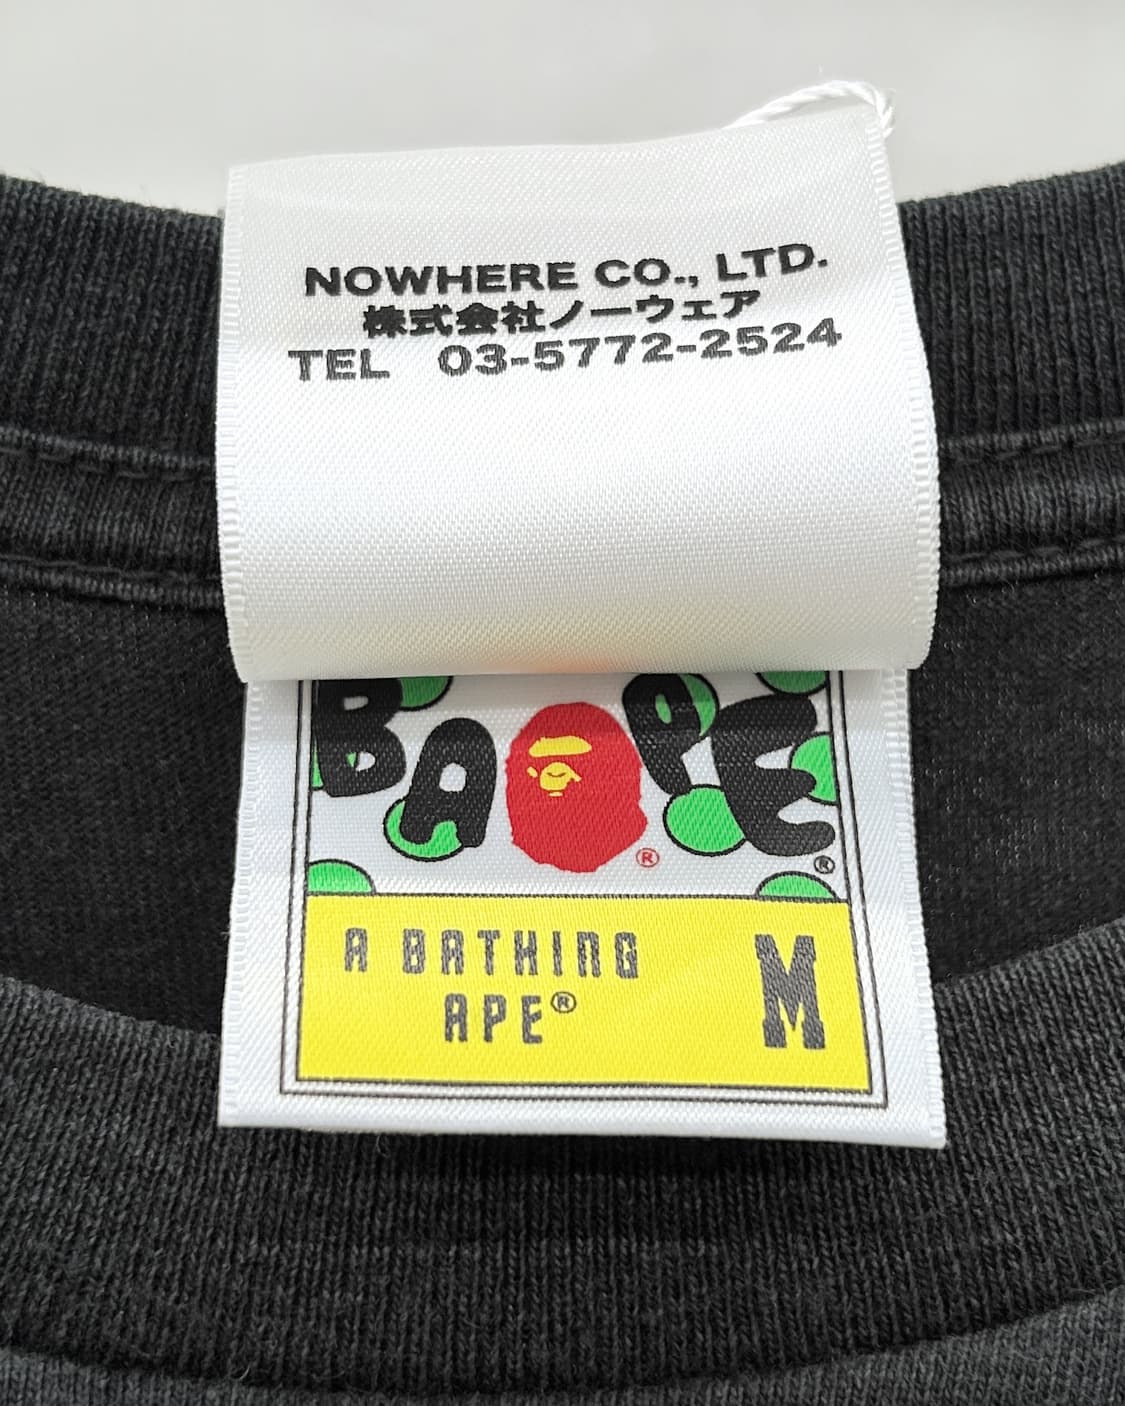 NOWHERE CO., LTD.
株式会社ノーウェア
TEL 03-5772-2524
BAPE
®
®
A BATHING
APE®
M